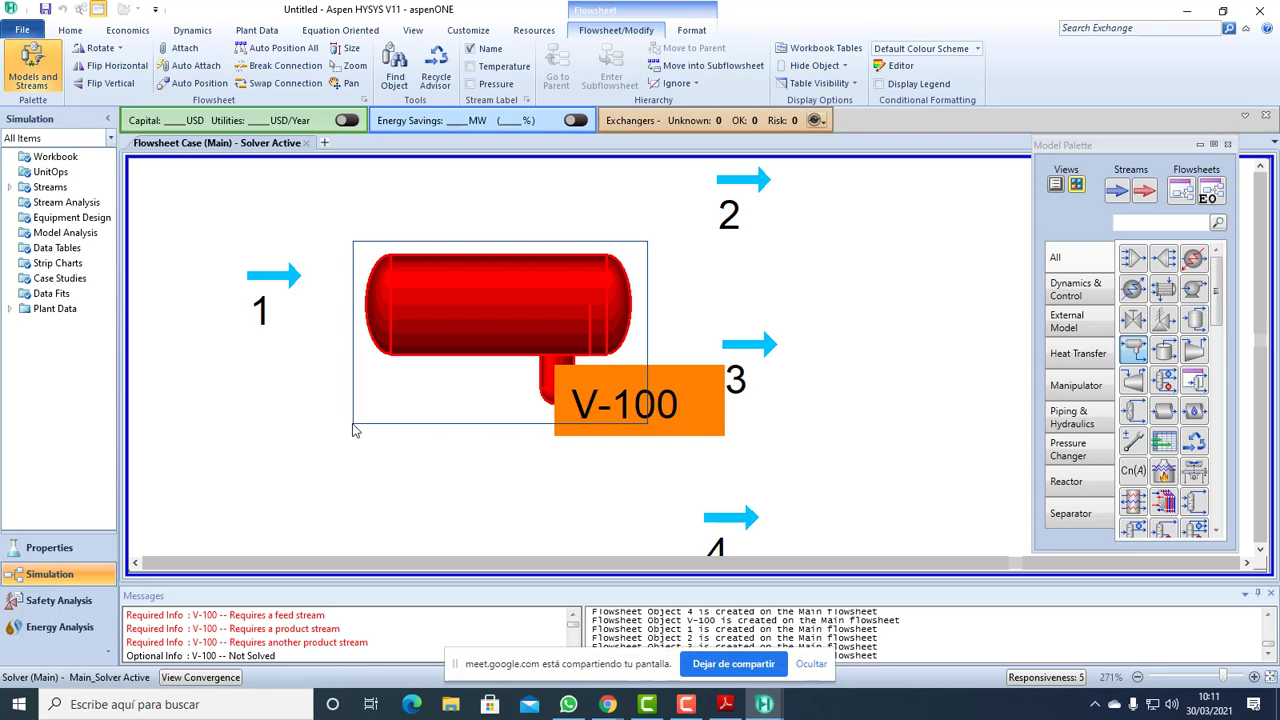 Untitled - Aspen HYSYS V11 - aspenONE
Flowsheet
File
Home
Economics
Dynamics
Plant Data
Equation Oriented
View
Customize
Resources
Flowsheet/Modify
Format
Search Exchange
Models and
Streams
Palette
Rotate
Flip Horizontal
Flip Vertical
Attach
Auto Attach
Auto Position
Auto Position All
Break Connection
Swap Connection
Size
Zoom
Pan
Flowsheet
Find
Object
Recycle
Advisor
Tools
Name
Temperature
Pressure
Stream Label
Go to
Parent
Enter
Subflowsheet
Move to Parent
Move into Subflowsheet
Ignore
Hierarchy
Workbook Tables
Hide Object
Table Visibility
Display Options
Default Colour Scheme
Editor
Display Legend
Conditional Formatting
Simulation
All Items
Workbook
UnitOps
Streams
Stream Analysis
Equipment Design
Model Analysis
Data Tables
Strip Charts
Case Studies
Data Fits
Plant Data
Properties
Simulation
Safety Analysis
Energy Analysis
Capital: ____USD Utilities: ____USD/Year
Energy Savings: ____MW (____%)
Exchangers - Unknown: 0 OK: 0 Risk: 0
Flowsheet Case (Main) - Solver Active
1
2
3
4
V-100
Model Palette
Views
Streams
Flowsheets
EO
All
Dynamics &
Control
External
Model
Heat Transfer
Manipulator
Piping &
Hydraulics
Pressure
Changer
Reactor
Separator
Cn(A)
Messages
Required Info : V-100 -- Requires a feed stream
Required Info : V-100 -- Requires a product stream
Required Info : V-100 -- Requires another product stream
Optional Info : V-100 -- Not Solved
Flowsheet Object 4 is created on the Main flowsheet
Flowsheet Object V-100 is created on the Main flowsheet
Flowsheet Object 1 is created on the Main flowsheet
Flowsheet Object 2 is created on the Main flowsheet
meet.google.com está compartiendo tu pantalla.
Dejar de compartir
Ocultar
Solver (Main) - Main_Solver Active
View Convergence
Responsiveness: 5
271%
Escribe aquí para buscar
10:11
30/03/2021